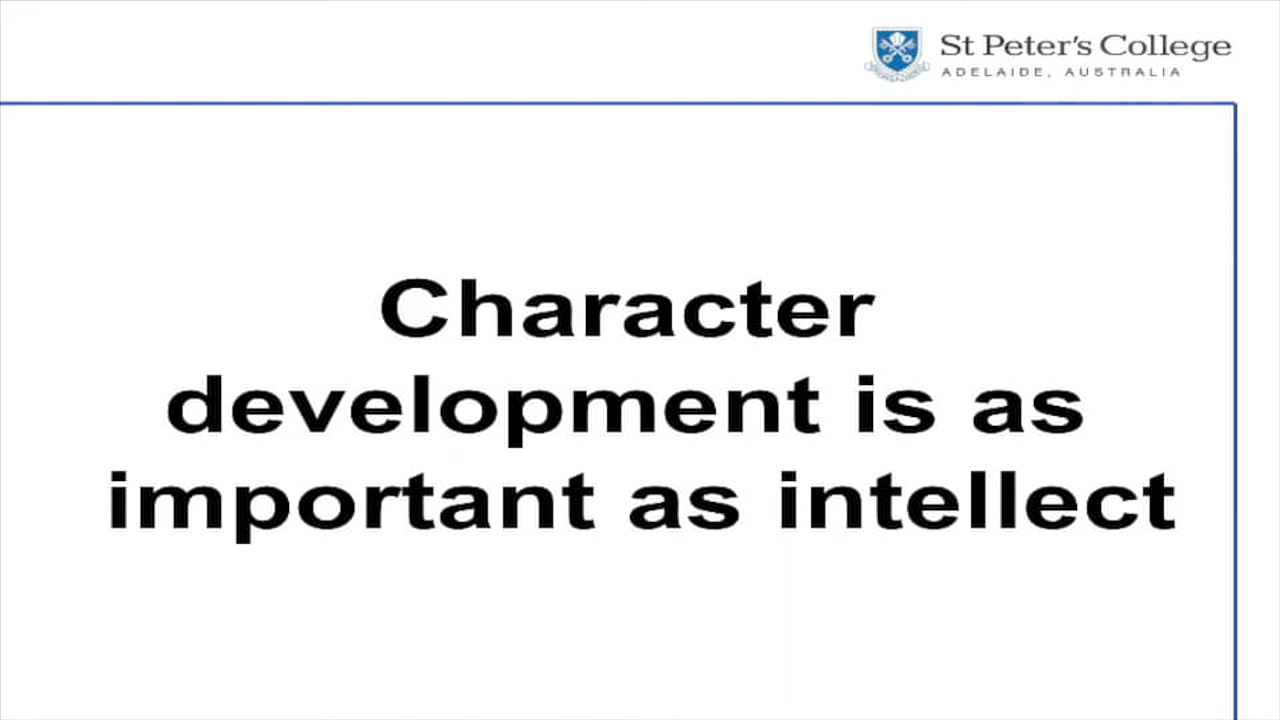 St Peter's College
ADELAIDE, AUSTRALIA
Character
development is as
important as intellect